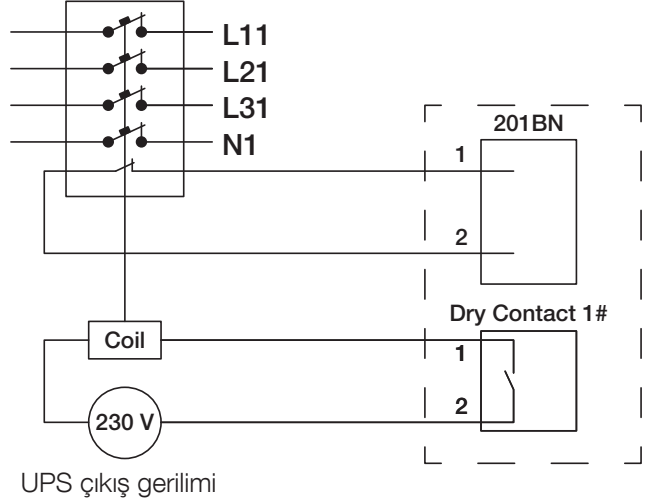 L11
L21
L31
N1
201BN
1
2
Dry Contact 1#
Coil
1
2
230 V
UPS çıkış gerilimi